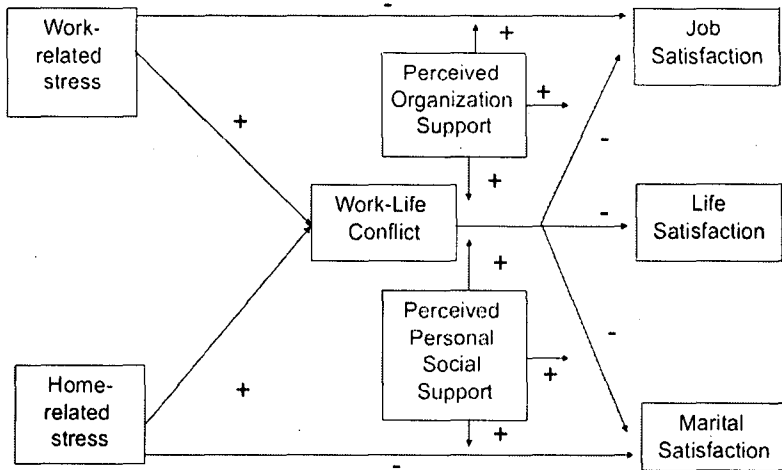 -
Work-
related
stress
+
Perceived
Organization
Support
+
+
Job
Satisfaction
-
+
Work-Life
Conflict
-
Life
Satisfaction
+
Perceived
Personal
Social
Support
+
-
Home-
related
stress
+
+
Marital
Satisfaction
-